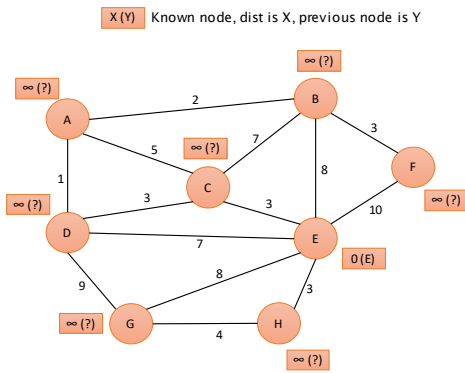 X (Y) Known node, dist is X, previous node is Y
∞ (?)
∞ (?)
A
2
B
5
7
3
∞ (?)
8
F
1
C
∞ (?)
3
3
10
∞ (?)
D
7
E
0 (E)
9
8
3
∞ (?)
G
4
H
∞ (?)